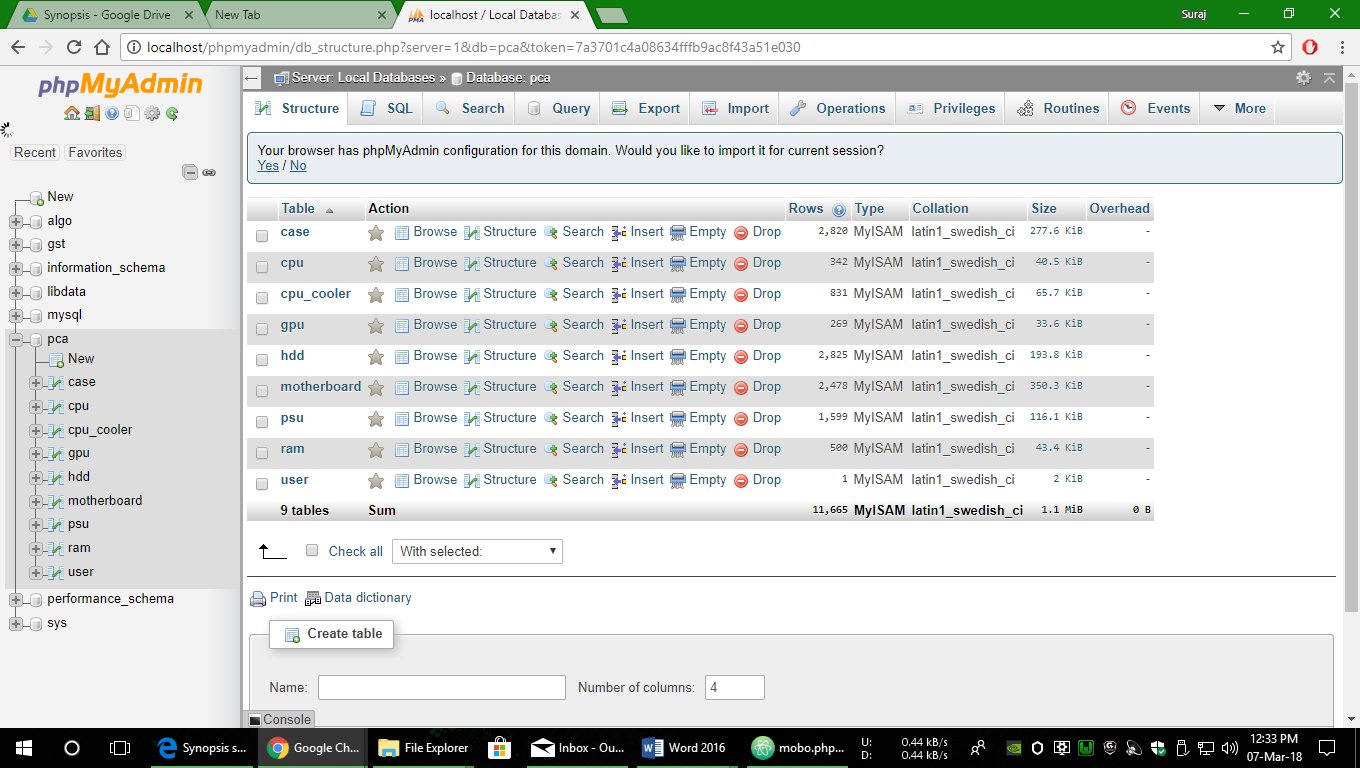 Synopsis - Google Drive
New Tab
localhost / Local Databas
Suraj
localhost/phpmyadmin/db_structure.php?server=1&db=pca&token=7a3701c4a08634fffb9ac8f43a51e030
phpMyAdmin
Recent Favorites
New
algo
gst
information_schema
libdata
mysql
pca
New
case
cpu
cpu_cooler
gpu
hdd
motherboard
psu
ram
user
performance_schema
sys
Server: Local Databases » Database: pca
Structure SQL Search Query Export Import Operations Privileges Routines Events More
Your browser has phpMyAdmin configuration for this domain. Would you like to import it for current session?
Yes / No
Table Action Rows Type Collation Size Overhead
case Browse Structure Search Insert Empty Drop 2,820 MyISAM latin1_swedish_ci 277.6 KiB -
cpu Browse Structure Search Insert Empty Drop 342 MyISAM latin1_swedish_ci 40.5 KiB -
cpu_cooler Browse Structure Search Insert Empty Drop 831 MyISAM latin1_swedish_ci 65.7 KiB -
gpu Browse Structure Search Insert Empty Drop 269 MyISAM latin1_swedish_ci 33.6 KiB -
hdd Browse Structure Search Insert Empty Drop 2,825 MyISAM latin1_swedish_ci 193.8 KiB -
motherboard Browse Structure Search Insert Empty Drop 2,478 MyISAM latin1_swedish_ci 350.3 KiB -
psu Browse Structure Search Insert Empty Drop 1,599 MyISAM latin1_swedish_ci 116.1 KiB -
ram Browse Structure Search Insert Empty Drop 500 MyISAM latin1_swedish_ci 43.4 KiB -
user Browse Structure Search Insert Empty Drop 1 MyISAM latin1_swedish_ci 2 KiB -
9 tables Sum 11,665 MyISAM latin1_swedish_ci 1.1 MiB 0 B
Check all With selected:
Print Data dictionary
Create table
Name: Number of columns: 4
Console
Synopsis s... Google Ch... File Explorer Inbox - Ou... Word 2016 mobo.php...
U: 0.44 kB/s
D: 0.44 kB/s
12:33 PM
07-Mar-18